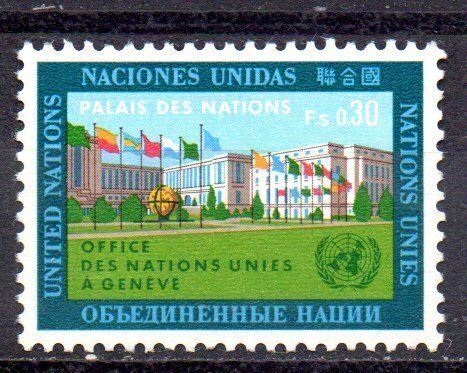 NACIONES UNIDAS 聯合國
UNITED NATIONS
NATIONS UNIES
PALAIS DES NATIONS
F.s.0.30
OFFICE
DES NATIONS UNIES
À GENÈVE
ОБЪЕДИНЕННЫЕ НАЦИИ